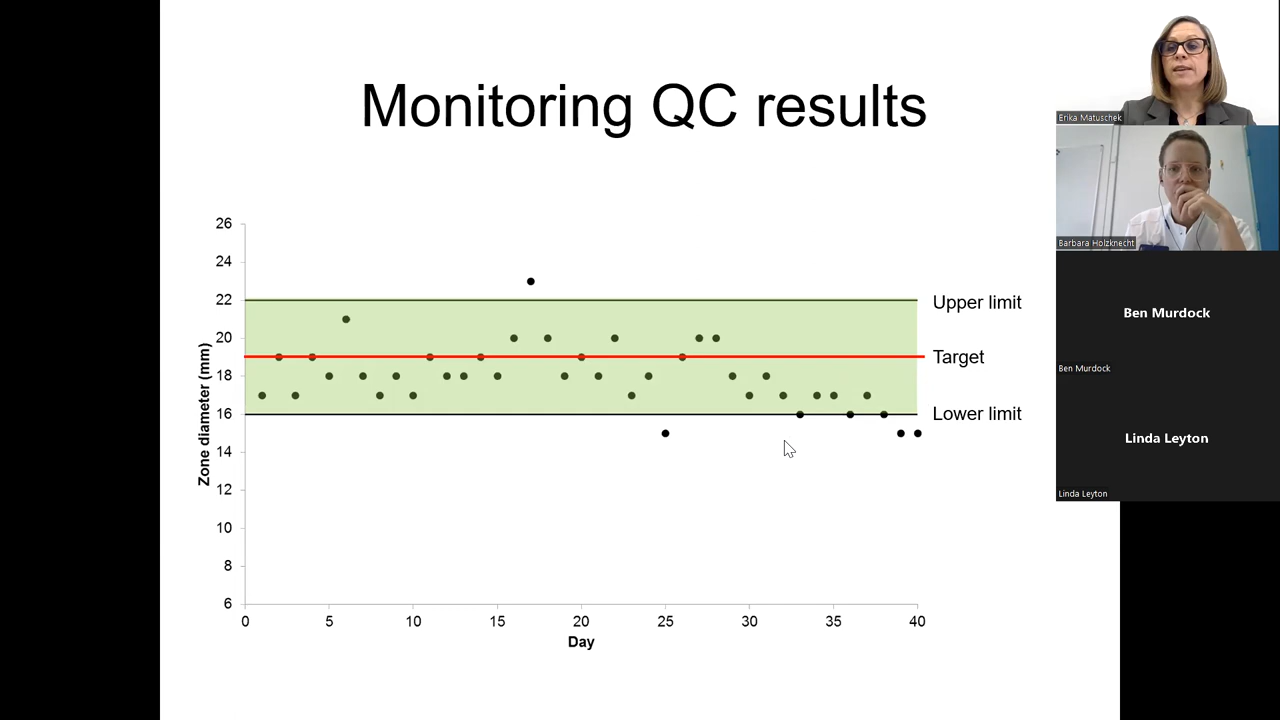 Monitoring QC results
Erika Matuschek
Barbara Holzknecht
Ben Murdock
Ben Murdock
Linda Leyton
Linda Leyton
Zone diameter (mm)
26
24
22
20
18
16
14
12
10
8
6
Upper limit
Target
Lower limit
0 5 10 15 20 25 30 35 40
Day